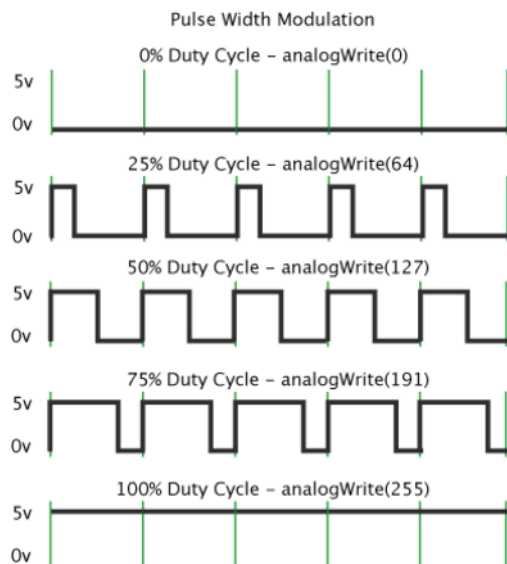 Pulse Width Modulation
0% Duty Cycle – analogWrite(0)
5v
0v
25% Duty Cycle – analogWrite(64)
5v
0v
50% Duty Cycle – analogWrite(127)
5v
0v
75% Duty Cycle – analogWrite(191)
5v
0v
100% Duty Cycle – analogWrite(255)
5v
0v